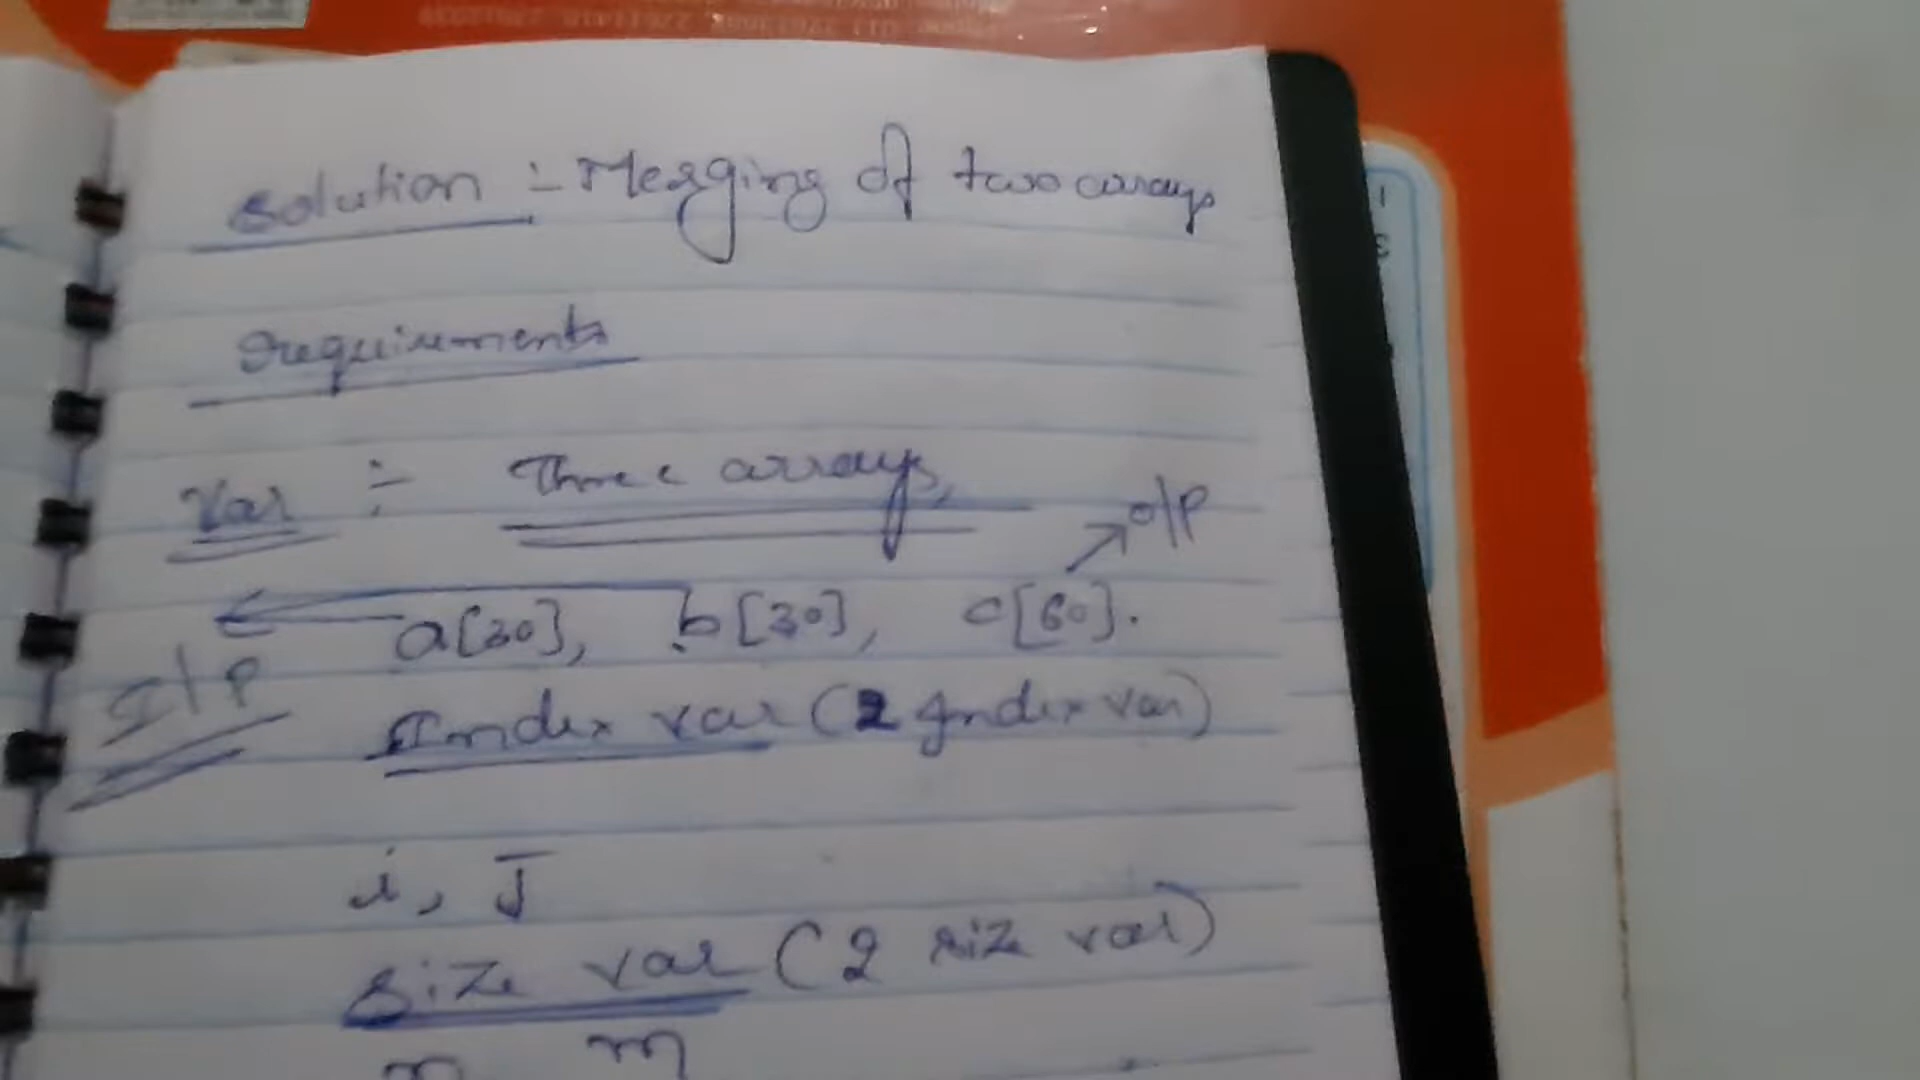 solution :- Merging of two arrays
requirements
Var :- Three arrays,
o/p
a[30], b[30], c[60].
I/P
Index var (2 Index var)
i, J
size var (2 siz var)
n m